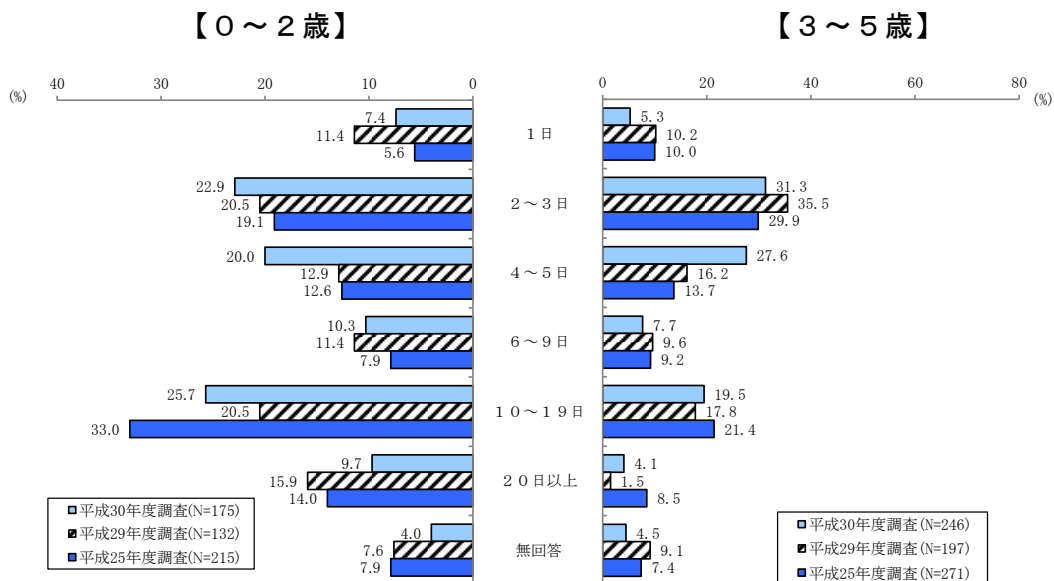 【０～２歳】
【３～５歳】
(%) 40 30 20 10 0
0 20 40 60 80 (%)
7.4 １日 5.3
11.4 10.2
5.6 10.0
22.9 ２～３日 31.3
20.5 35.5
19.1 29.9
20.0 ４～５日 27.6
12.9 16.2
12.6 13.7
10.3 ６～９日 7.7
11.4 9.6
7.9 9.2
25.7 １０～１９日 19.5
20.5 17.8
33.0 21.4
9.7 ２０日以上 4.1
15.9 1.5
14.0 8.5
4.0 無回答 4.5
7.6 9.1
7.9 7.4
平成30年度調査(N=175)
平成29年度調査(N=132)
平成25年度調査(N=215)
平成30年度調査(N=246)
平成29年度調査(N=197)
平成25年度調査(N=271)